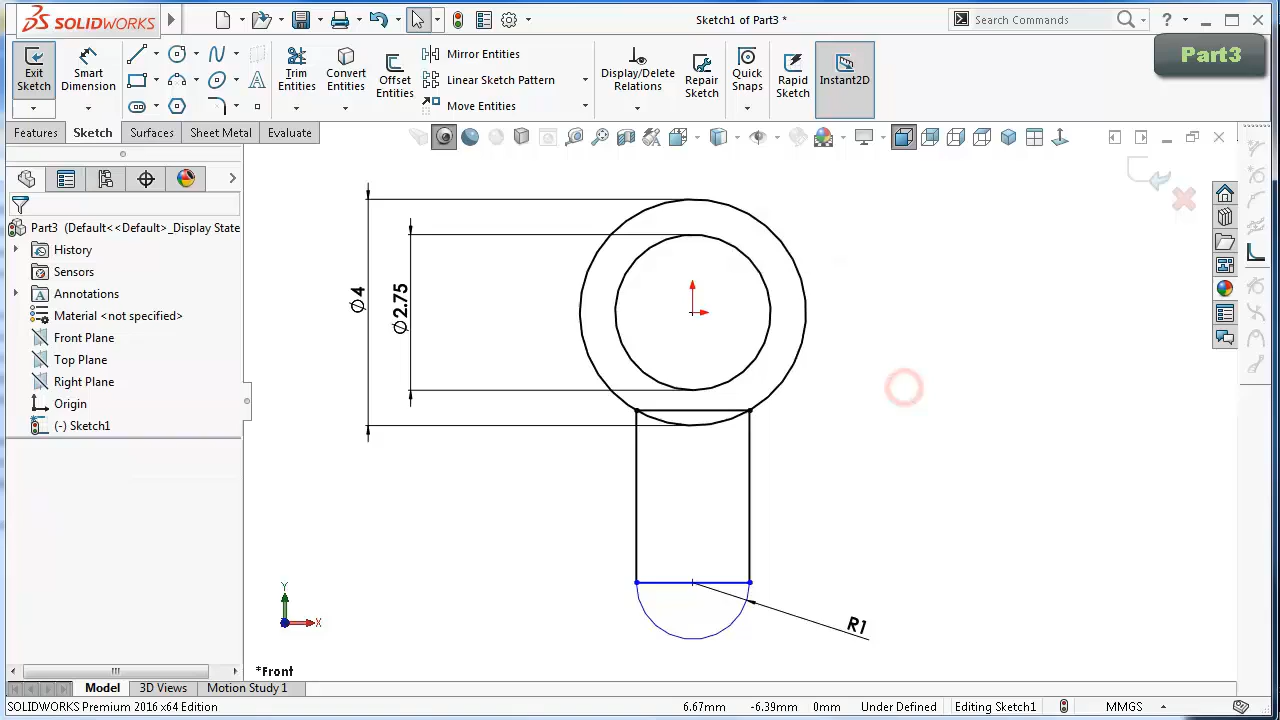 SOLIDWORKS
Sketch1 of Part3 *
Search Commands
?
Part3
Exit Sketch
Smart Dimension
Trim Entities
Convert Entities
Offset Entities
Mirror Entities
Linear Sketch Pattern
Move Entities
Display/Delete Relations
Repair Sketch
Quick Snaps
Rapid Sketch
Instant2D
Features
Sketch
Surfaces
Sheet Metal
Evaluate
Part3 (Default<<Default>_Display State
History
Sensors
Annotations
Material <not specified>
Front Plane
Top Plane
Right Plane
Origin
(-) Sketch1
Ø4
Ø2.75
R1
Y
X
*Front
Model
3D Views
Motion Study 1
SOLIDWORKS Premium 2016 x64 Edition
6.67mm
-6.39mm
0mm
Under Defined
Editing Sketch1
MMGS